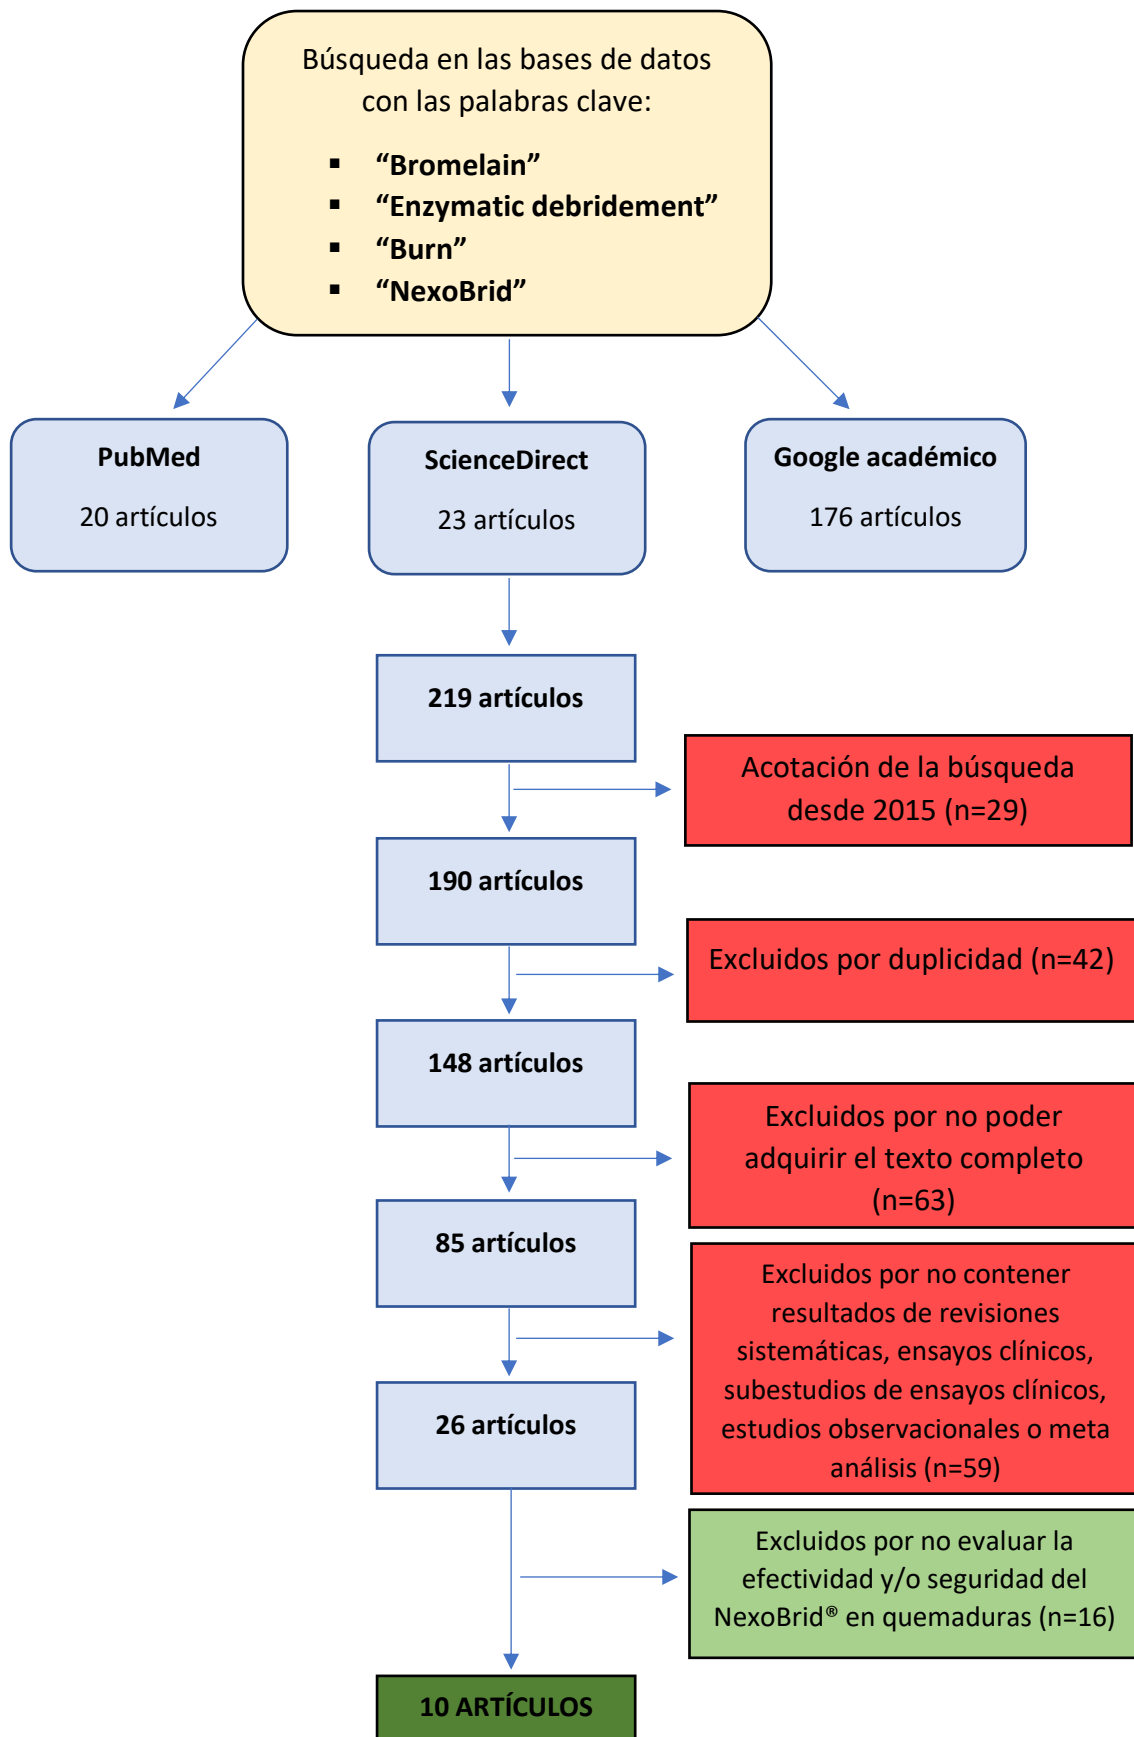 Búsqueda en las bases de datos
con las palabras clave:
▪ “Bromelain”
▪ “Enzymatic debridement”
▪ “Burn”
▪ “NexoBrid”
PubMed
20 artículos
ScienceDirect
23 artículos
Google académico
176 artículos
219 artículos
Acotación de la búsqueda
desde 2015 (n=29)
190 artículos
Excluidos por duplicidad (n=42)
148 artículos
Excluidos por no poder
adquirir el texto completo
(n=63)
85 artículos
Excluidos por no contener
resultados de revisiones
sistemáticas, ensayos clínicos,
subestudios de ensayos clínicos,
estudios observacionales o meta
análisis (n=59)
26 artículos
Excluidos por no evaluar la
efectividad y/o seguridad del
NexoBrid® en quemaduras (n=16)
10 ARTÍCULOS